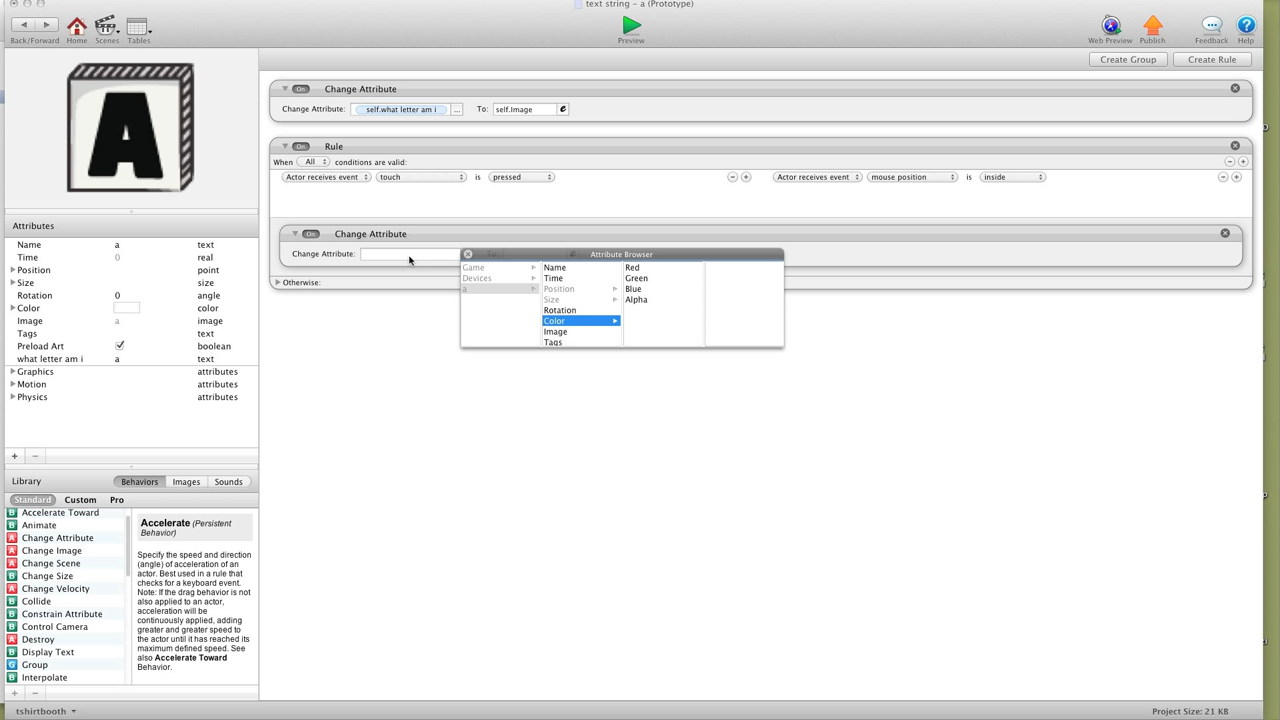 text string – a (Prototype)
Back/Forward Home Scenes Tables Preview Web Preview Publish Feedback Help
Create Group Create Rule
A
On Change Attribute
Change Attribute: self.what letter am i ... To: self.Image
On Rule
When All conditions are valid:
Actor receives event touch is pressed Actor receives event mouse position is inside
On Change Attribute
Change Attribute:
Otherwise:
Attribute Browser
Game Name Red
Devices Time Green
a Position Blue
Size Alpha
Rotation
Color
Image
Tags
Attributes
Name a text
Time 0 real
Position point
Size size
Rotation 0 angle
Color color
Image a image
Tags text
Preload Art boolean
what letter am i a text
Graphics attributes
Motion attributes
Physics attributes
Library Behaviors Images Sounds
Standard Custom Pro
Accelerate Toward
Animate
Change Attribute
Change Image
Change Scene
Change Size
Change Velocity
Collide
Constrain Attribute
Control Camera
Destroy
Display Text
Group
Interpolate
Accelerate (Persistent
Behavior)
Specify the speed and direction
(angle) of acceleration of an
actor. Best used in a rule that
checks for a keyboard event.
Note: If the drag behavior is not
also applied to an actor,
acceleration will be
continuously applied, adding
greater and greater speed to
the actor until it has reached its
maximum defined speed. See
also Accelerate Toward
Behavior.
tshirtbooth Project Size: 21 KB